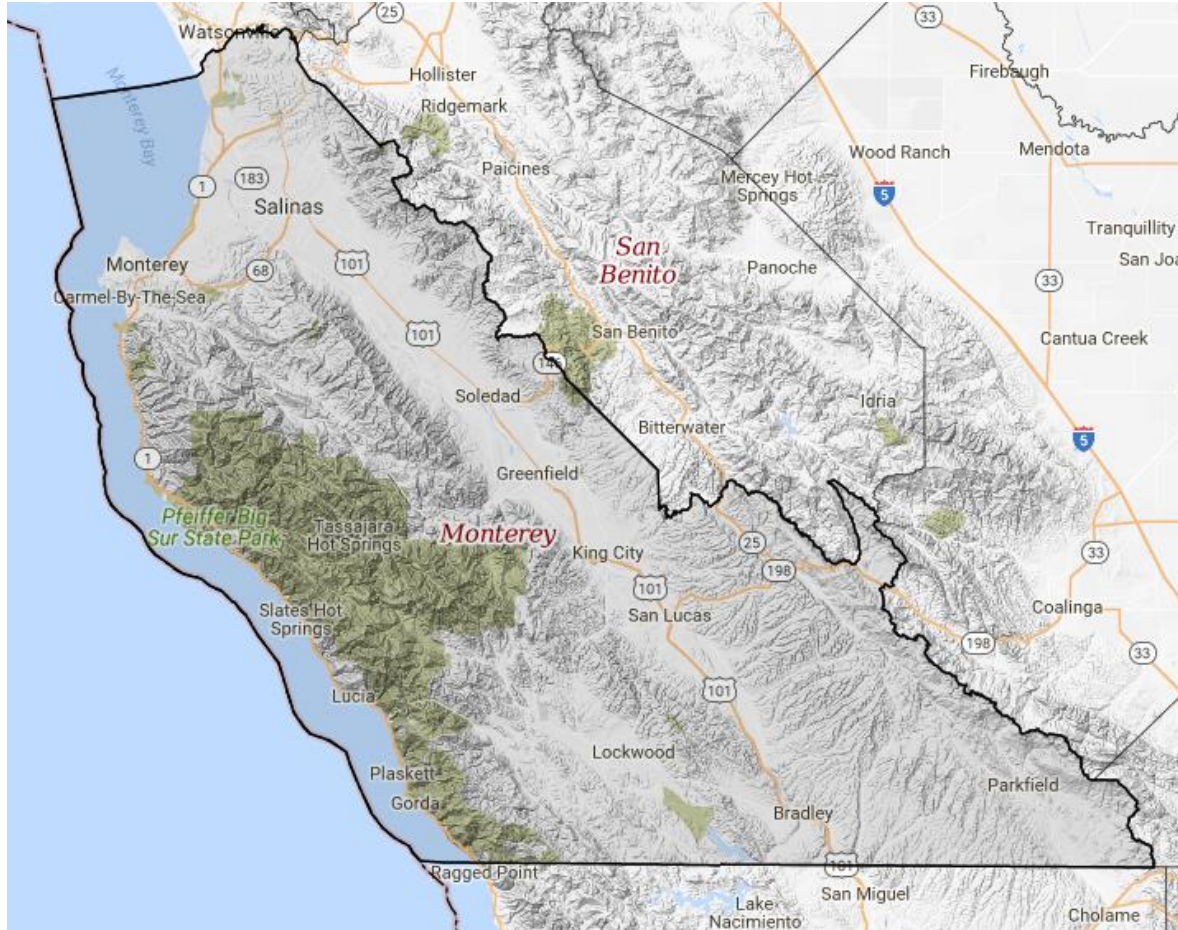 25
33
Watsonville
Firebaugh
Hollister
Monterey Bay
Ridgemark
Wood Ranch
Mendota
Paicines
Mercey Hot
Springs
183
1
5
Salinas
Tranquillity
San
Benito
101
68
Monterey
Panoche
San Joa
33
Carmel-By-The-Sea
101
San Benito
Cantua Creek
Soledad
Idria
Bitterwater
5
1
Greenfield
Pfeiffer Big
Sur State Park
Tassajara
Hot Springs
Monterey
King City
25
198
33
101
Slates Hot
Springs
San Lucas
Coalinga
198
33
Lucia
101
Lockwood
Plaskett
Gorda
Parkfield
Bradley
Ragged Point
101
San Miguel
Lake
Nacimiento
Cholame